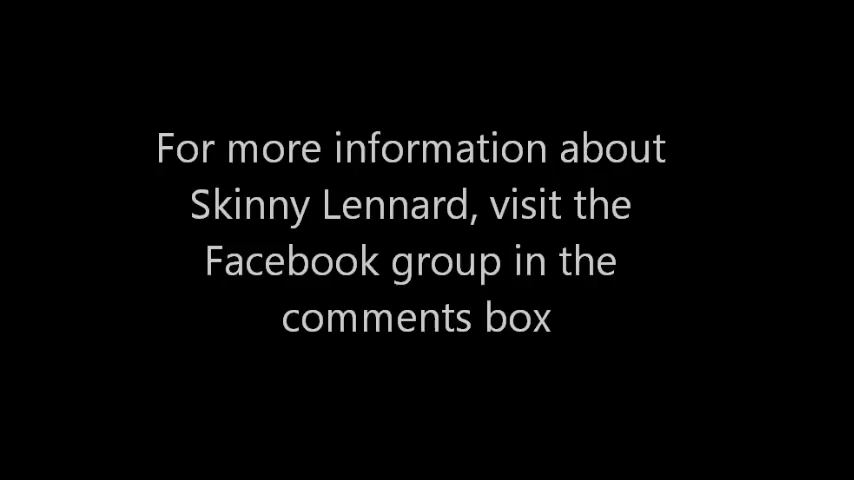 For more information about
Skinny Lennard, visit the
Facebook group in the
comments box